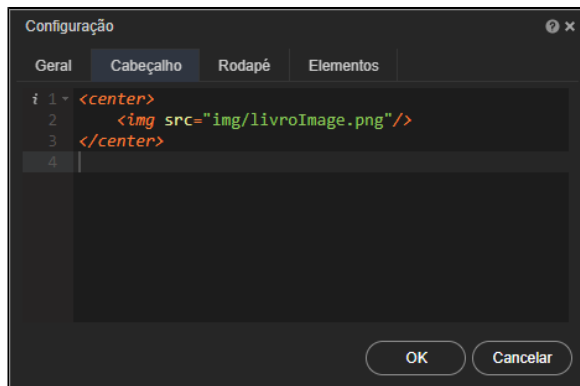 Configuração
Geral Cabeçalho Rodapé Elementos
i 1 <center>
2 <img src="img/livroImage.png"/>
3 </center>
4
OK Cancelar